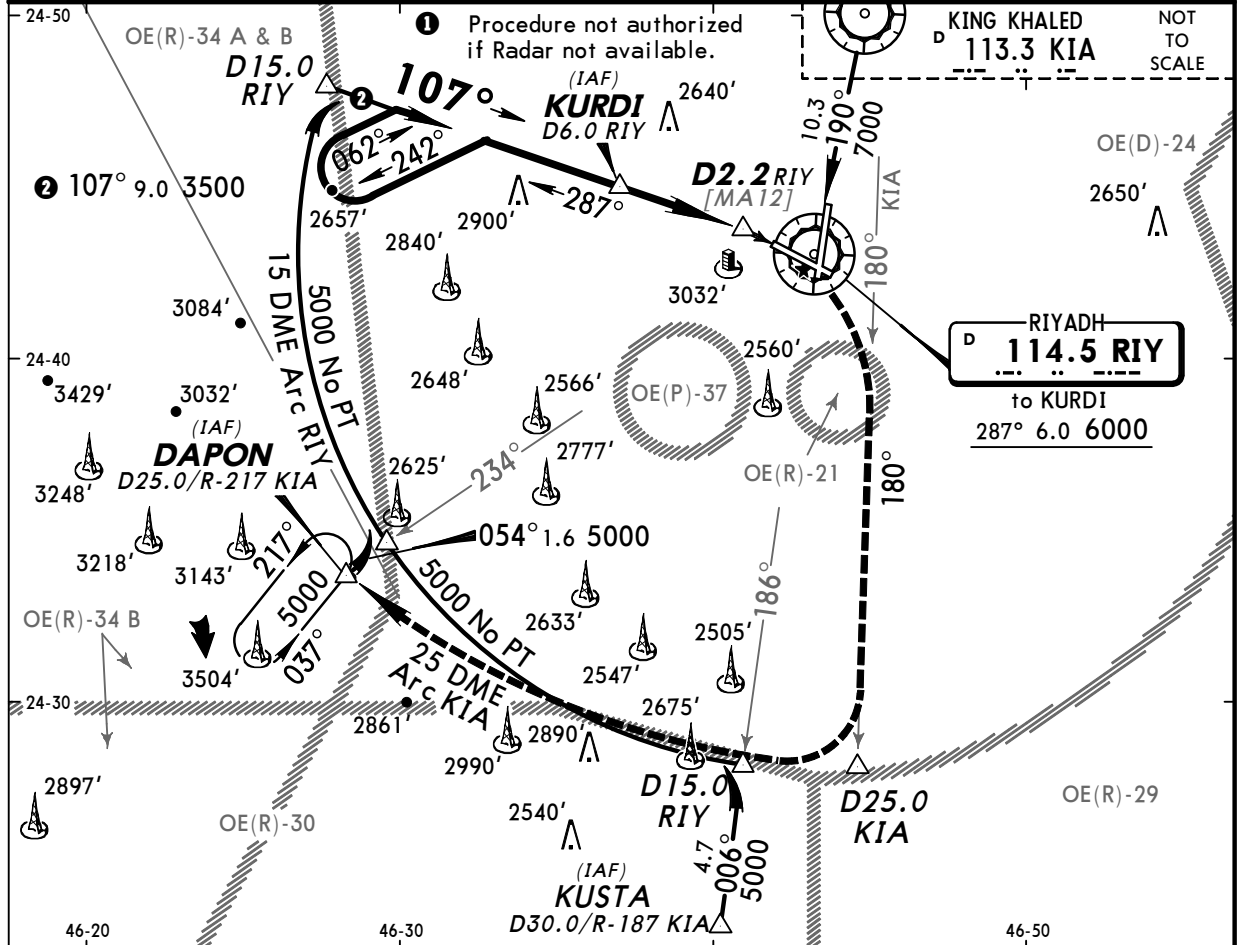 24-50
OE(R)-34 A & B
❶ Procedure not authorized
if Radar not available.
KING KHALED
D 113.3 KIA
NOT
TO
SCALE
D15.0
RIY
❷
107°
(IAF)
KURDI
D6.0 RIY
2640'
10.3
190°
7000
OE(D)-24
062°
242°
❷ 107° 9.0 3500
2657'
2900'
287°
D2.2 RIY
[MA12]
180°
KIA
2650'
2840'
3032'
15 DME Arc RIY
5000 No PT
3084'
RIYADH
D 114.5 RIY
to KURDI
287° 6.0 6000
24-40
3429'
3032'
2648'
2566'
OE(P)-37
2560'
(IAF)
DAPON
D25.0/R-217 KIA
2625'
234°
2777'
OE(R)-21
180°
3248'
3218'
3143'
217°
5000
037°
054° 1.6 5000
5000 No PT
2633'
186°
OE(R)-34 B
3504'
25 DME
Arc KIA
2547'
2505'
24-30
2861'
2990'
2890'
2675'
D15.0
RIY
D25.0
KIA
OE(R)-29
2897'
OE(R)-30
2540'
4.7
006°
5000
(IAF)
KUSTA
D30.0/R-187 KIA
46-20
46-30
46-50